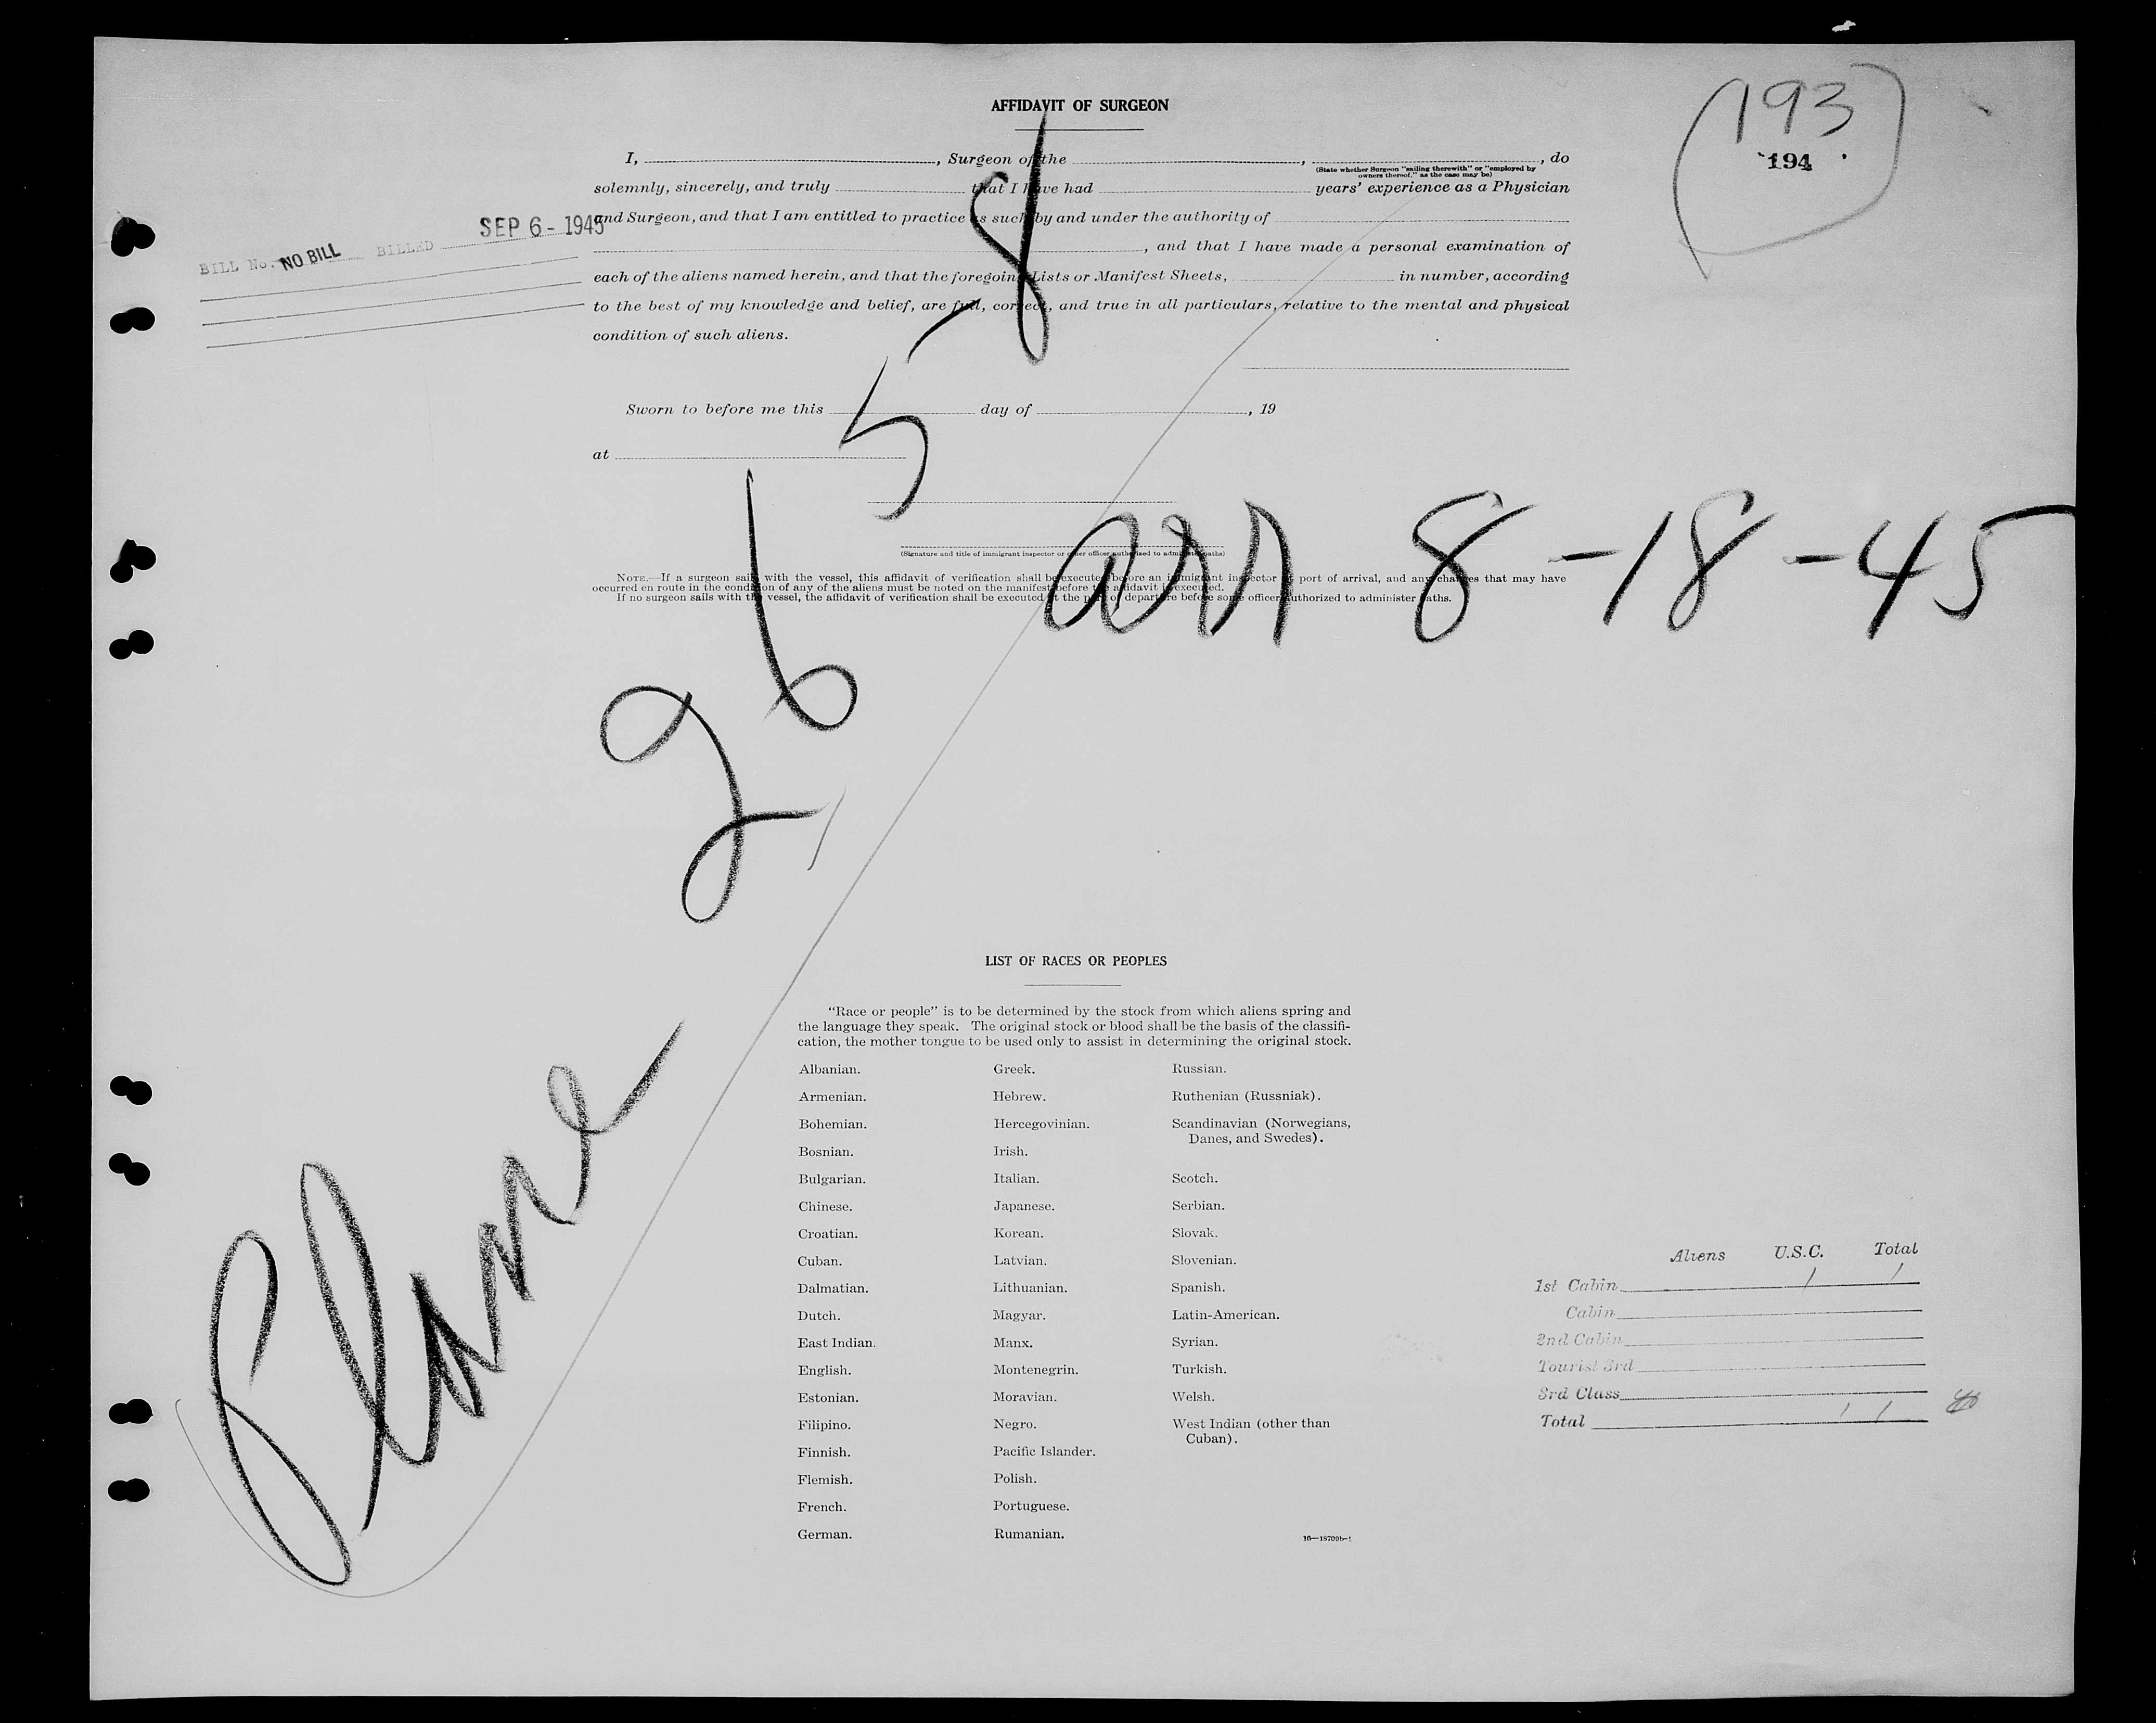 AFFIDAVIT OF SURGEON
193
194
I, , Surgeon of the , , do
(State whether Surgeon "sailing therewith" or "employed by owners thereof," as the case may be)
solemnly, sincerely, and truly that I have had years' experience as a Physician
and Surgeon, and that I am entitled to practice as such by and under the authority of
, and that I have made a personal examination of
each of the aliens named herein, and that the foregoing Lists or Manifest Sheets, in number, according
to the best of my knowledge and belief, are full, correct, and true in all particulars, relative to the mental and physical
condition of such aliens.
SEP 6 - 1945
BILL No. NO BILL BILLED
Sworn to before me this day of , 19
at
(Signature and title of immigrant inspector or other officer authorized to administer oaths)
NOTE.—If a surgeon sails with the vessel, this affidavit of verification shall be executed before an immigrant inspector at port of arrival, and any changes that may have
occurred en route in the condition of any of the aliens must be noted on the manifest before the affidavit is executed.
If no surgeon sails with the vessel, the affidavit of verification shall be executed at the port of departure before some officer authorized to administer oaths.
Plane 265-8
arr 8-18-45
LIST OF RACES OR PEOPLES
"Race or people" is to be determined by the stock from which aliens spring and
the language they speak. The original stock or blood shall be the basis of the classifi-
cation, the mother tongue to be used only to assist in determining the original stock.
Albanian. Greek. Russian.
Armenian. Hebrew. Ruthenian (Russniak).
Bohemian. Hercegovinian. Scandinavian (Norwegians,
Danes, and Swedes).
Bosnian. Irish.
Bulgarian. Italian. Scotch.
Chinese. Japanese. Serbian.
Croatian. Korean. Slovak.
Cuban. Latvian. Slovenian.
Dalmatian. Lithuanian. Spanish.
Dutch. Magyar. Latin-American.
East Indian. Manx. Syrian.
English. Montenegrin. Turkish.
Estonian. Moravian. Welsh.
Filipino. Negro. West Indian (other than
Cuban).
Finnish. Pacific Islander.
Flemish. Polish.
French. Portuguese.
German. Rumanian.
Aliens U.S.C. Total
1st Cabin 1 1
Cabin
2nd Cabin
Tourist 3rd
3rd Class
Total 1 1